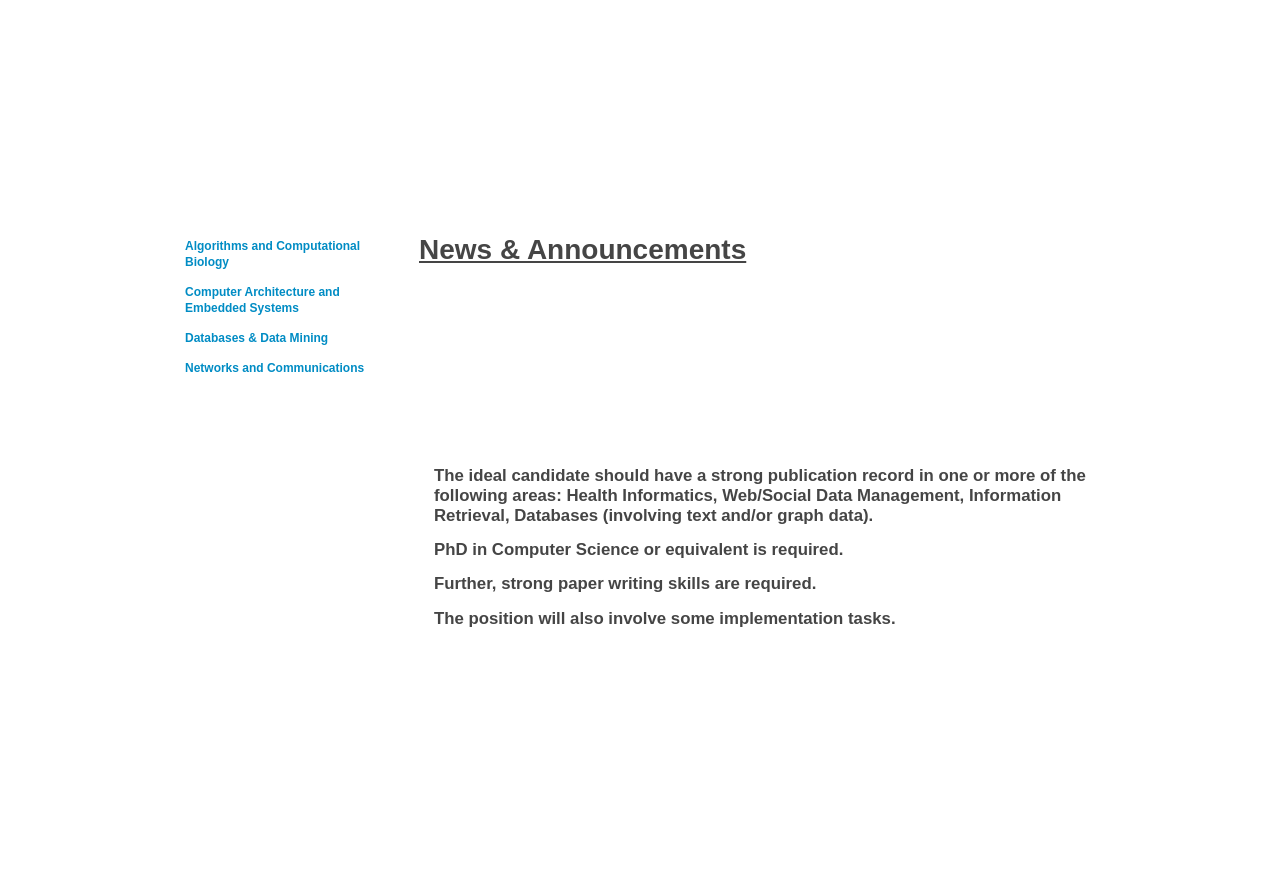 Algorithms and Computational
Biology
Computer Architecture and
Embedded Systems
Databases & Data Mining
Networks and Communications
News & Announcements
The ideal candidate should have a strong publication record in one or more of the
following areas: Health Informatics, Web/Social Data Management, Information
Retrieval, Databases (involving text and/or graph data).
PhD in Computer Science or equivalent is required.
Further, strong paper writing skills are required.
The position will also involve some implementation tasks.